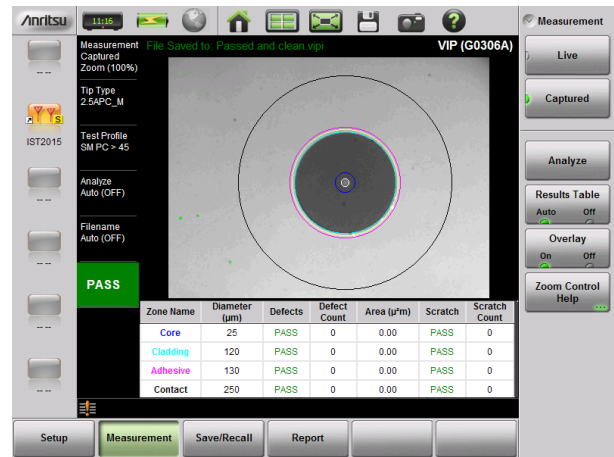 Anritsu
11:16
?
Measurement
-- --
IST2015
-- --
-- --
-- --
-- --
Measurement
Captured
Zoom (100%)
Tip Type
2.5APC_M
Test Profile
SM PC > 45
Analyze
Auto (OFF)
Filename
Auto (OFF)
PASS
File Saved to: Passed and clean.vipi
VIP (G0306A)
Zone Name Diameter (µm) Defects Defect Count Area (µ²m) Scratch Scratch Count
Core 25 PASS 0 0.00 PASS 0
Cladding 120 PASS 0 0.00 PASS 0
Adhesive 130 PASS 0 0.00 PASS 0
Contact 250 PASS 0 0.00 PASS 0
Live
Captured
Analyze
Results Table
Auto Off
Overlay
On Off
Zoom Control
Help
Setup Measurement Save/Recall Report